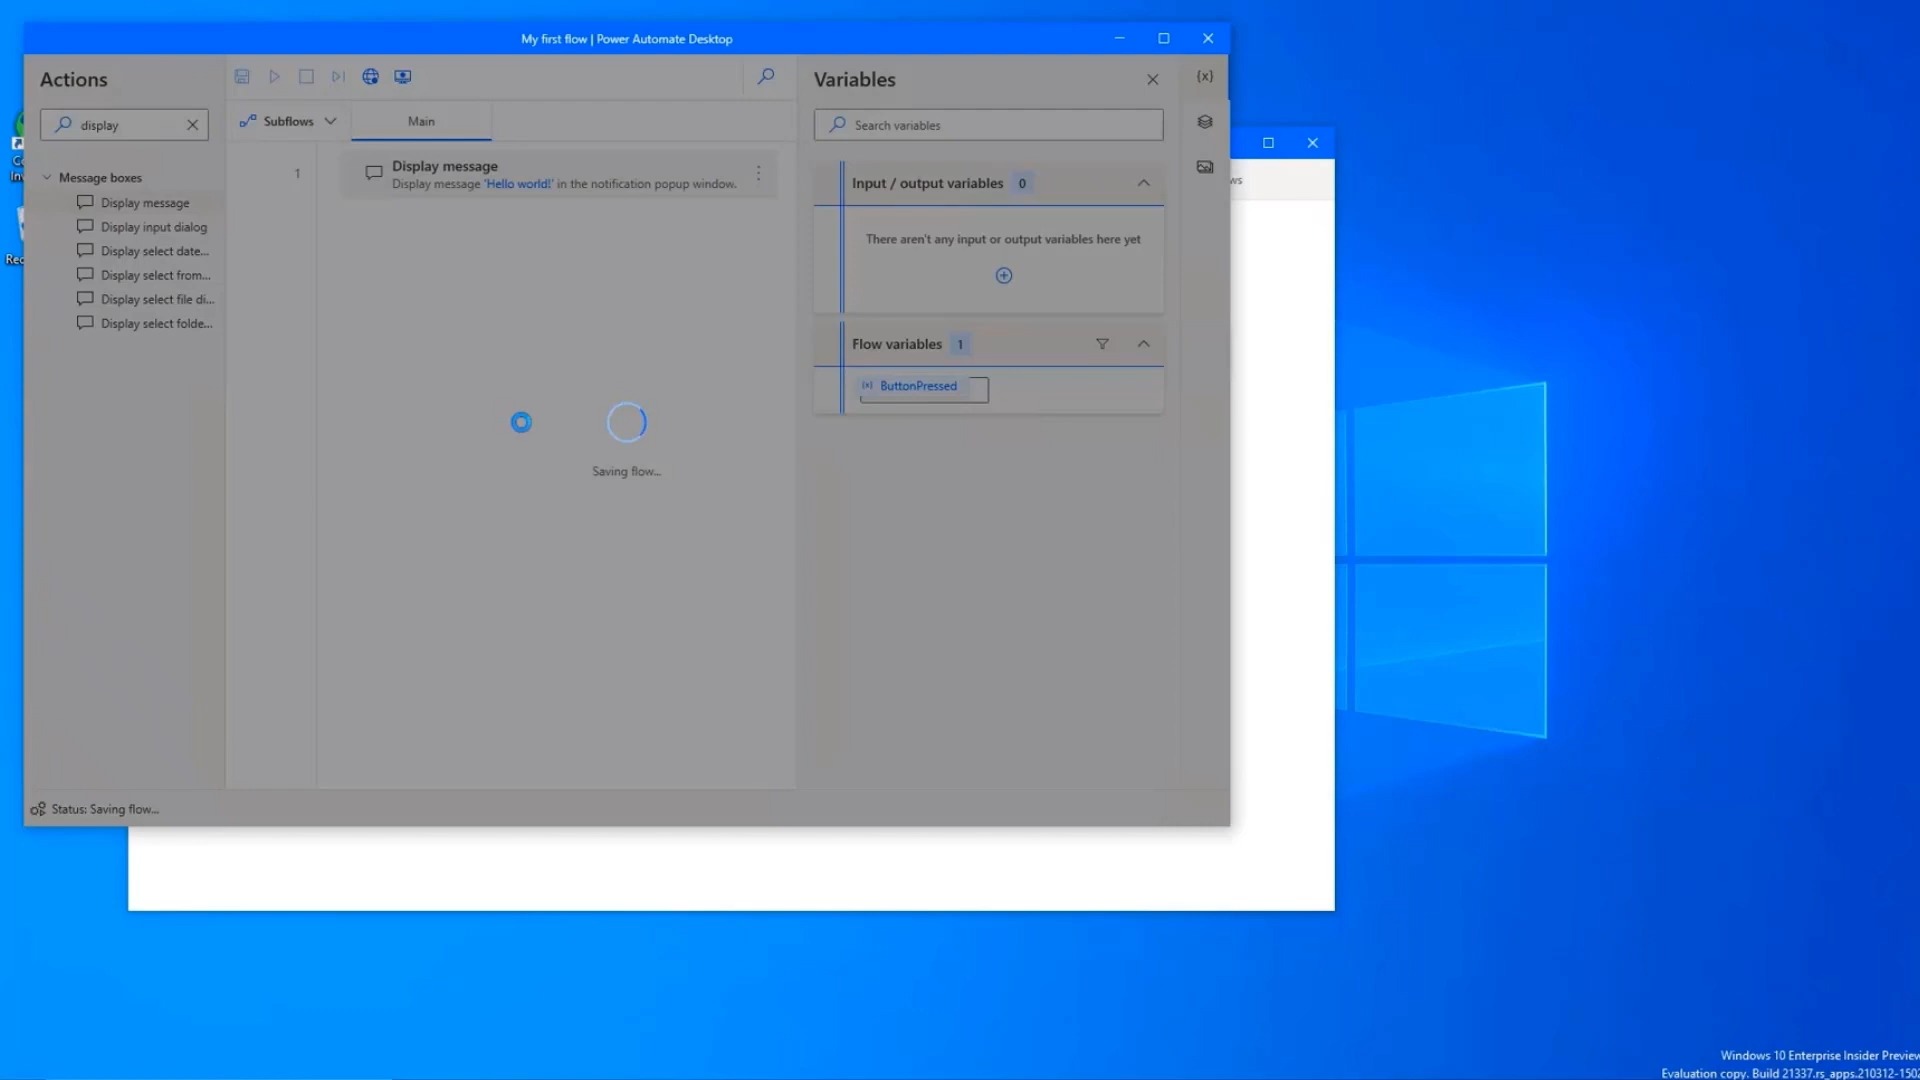 My first flow | Power Automate Desktop
Actions
display
Message boxes
Display message
Display input dialog
Display select date...
Display select from...
Display select file di...
Display select folde...
Subflows
Main
1
Display message
Display message 'Hello world!' in the notification popup window.
Saving flow...
Variables
{x}
Search variables
Input / output variables 0
There aren't any input or output variables here yet
Flow variables 1
{x} ButtonPressed
ws
Rec
Status: Saving flow...
Windows 10 Enterprise Insider Preview
Evaluation copy. Build 21337.rs_apps.210312-1502